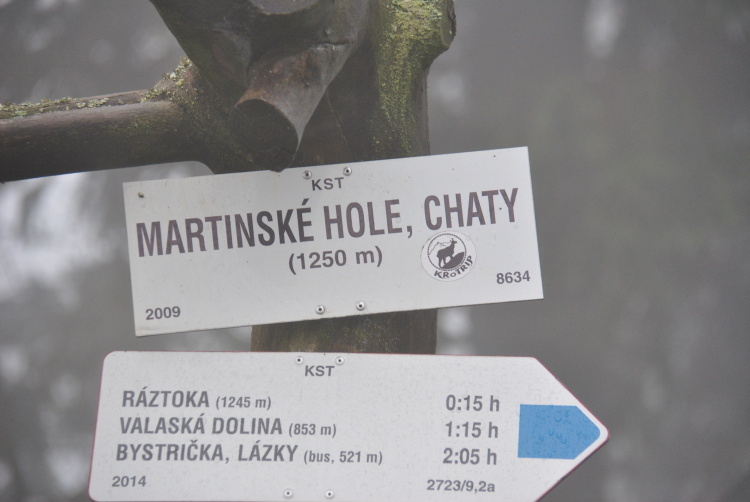 KST
MARTINSKÉ HOLE, CHATY
(1250 m)
KRoTRIP
2009
8634
KST
RÁZTOKA (1245 m) 0:15 h
VALASKÁ DOLINA (853 m) 1:15 h
BYSTRIČKA, LÁZKY (bus, 521 m) 2:05 h
2014
2723/9,2a